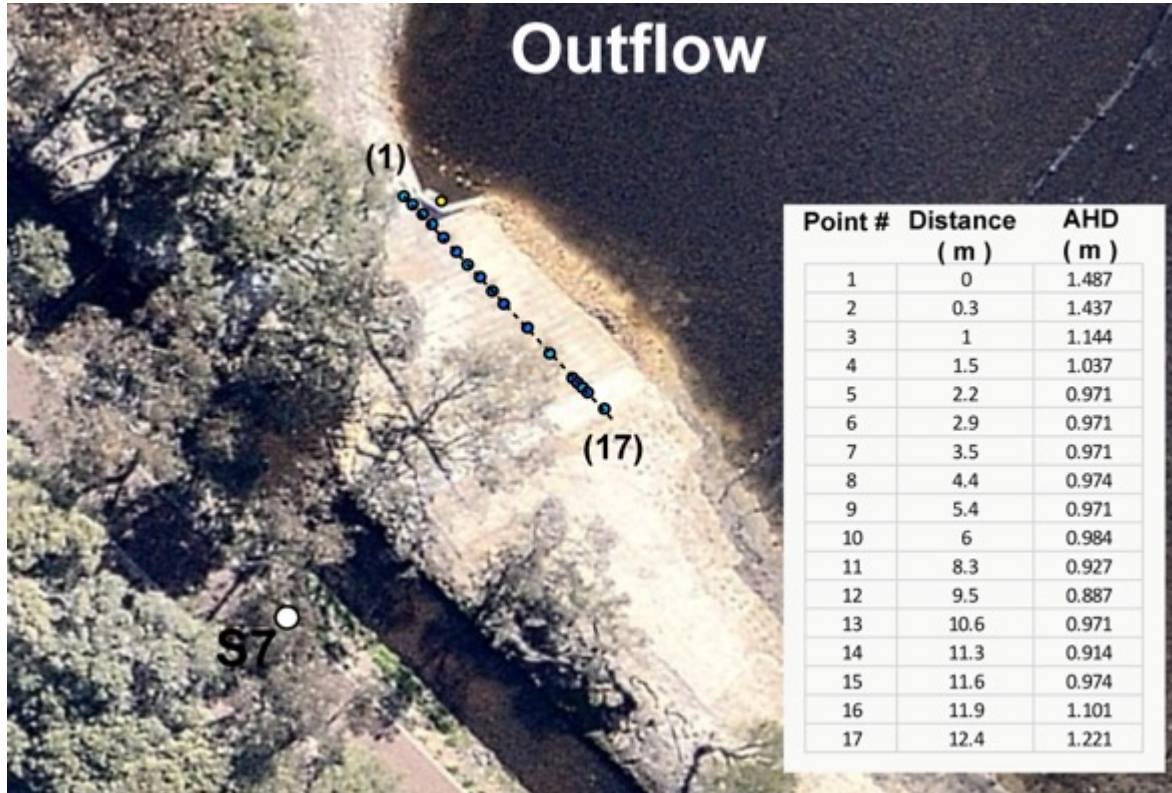 Outflow
(1)
(17)
S7
Point # Distance ( m ) AHD ( m )
1 0 1.487
2 0.3 1.437
3 1 1.144
4 1.5 1.037
5 2.2 0.971
6 2.9 0.971
7 3.5 0.971
8 4.4 0.974
9 5.4 0.971
10 6 0.984
11 8.3 0.927
12 9.5 0.887
13 10.6 0.971
14 11.3 0.914
15 11.6 0.974
16 11.9 1.101
17 12.4 1.221